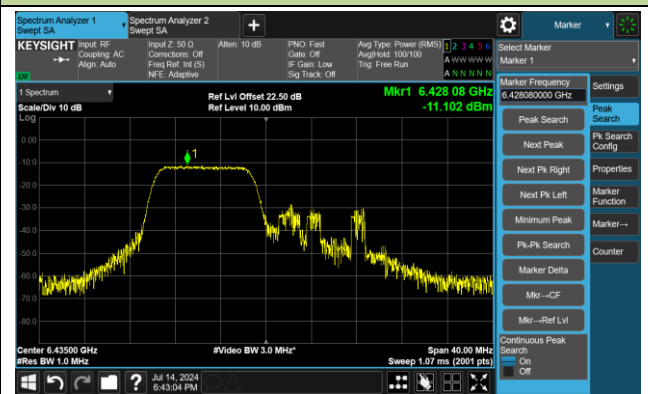 Spectrum Analyzer 1
Swept SA
Spectrum Analyzer 2
Swept SA
+
Marker
KEYSIGHT
Input: RF
Coupling: AC
Align: Auto
Input Z: 50 Ω
Corrections: Off
Freq Ref: Int (S)
NFE: Adaptive
Atten: 10 dB
PNO: Fast
Gate: Off
IF Gain: Low
Sig Track: Off
Avg Type: Power (RMS)
Avg|Hold: 100/100
Trig: Free Run
1 2 3 4 5 6
A W W W W W
A N N N N N
LXI
Select Marker
Marker 1
1 Spectrum
Scale/Div 10 dB
Log
Ref Lvl Offset 22.50 dB
Ref Level 10.00 dBm
Mkr1 6.428 08 GHz
-11.102 dBm
1
0.00
-10.0
-20.0
-30.0
-40.0
-50.0
-60.0
-70.0
-80.0
Center 6.43500 GHz
#Res BW 1.0 MHz
#Video BW 3.0 MHz*
Span 40.00 MHz
Sweep 1.07 ms (2001 pts)
Marker Frequency
6.428080000 GHz
Peak Search
Next Peak
Next Pk Right
Next Pk Left
Minimum Peak
Pk-Pk Search
Marker Delta
Mkr→CF
Mkr→Ref Lvl
Continuous Peak
Search
On
Off
Settings
Peak
Search
Pk Search
Config
Properties
Marker
Function
Marker→
Counter
?
Jul 14, 2024
6:43:04 PM